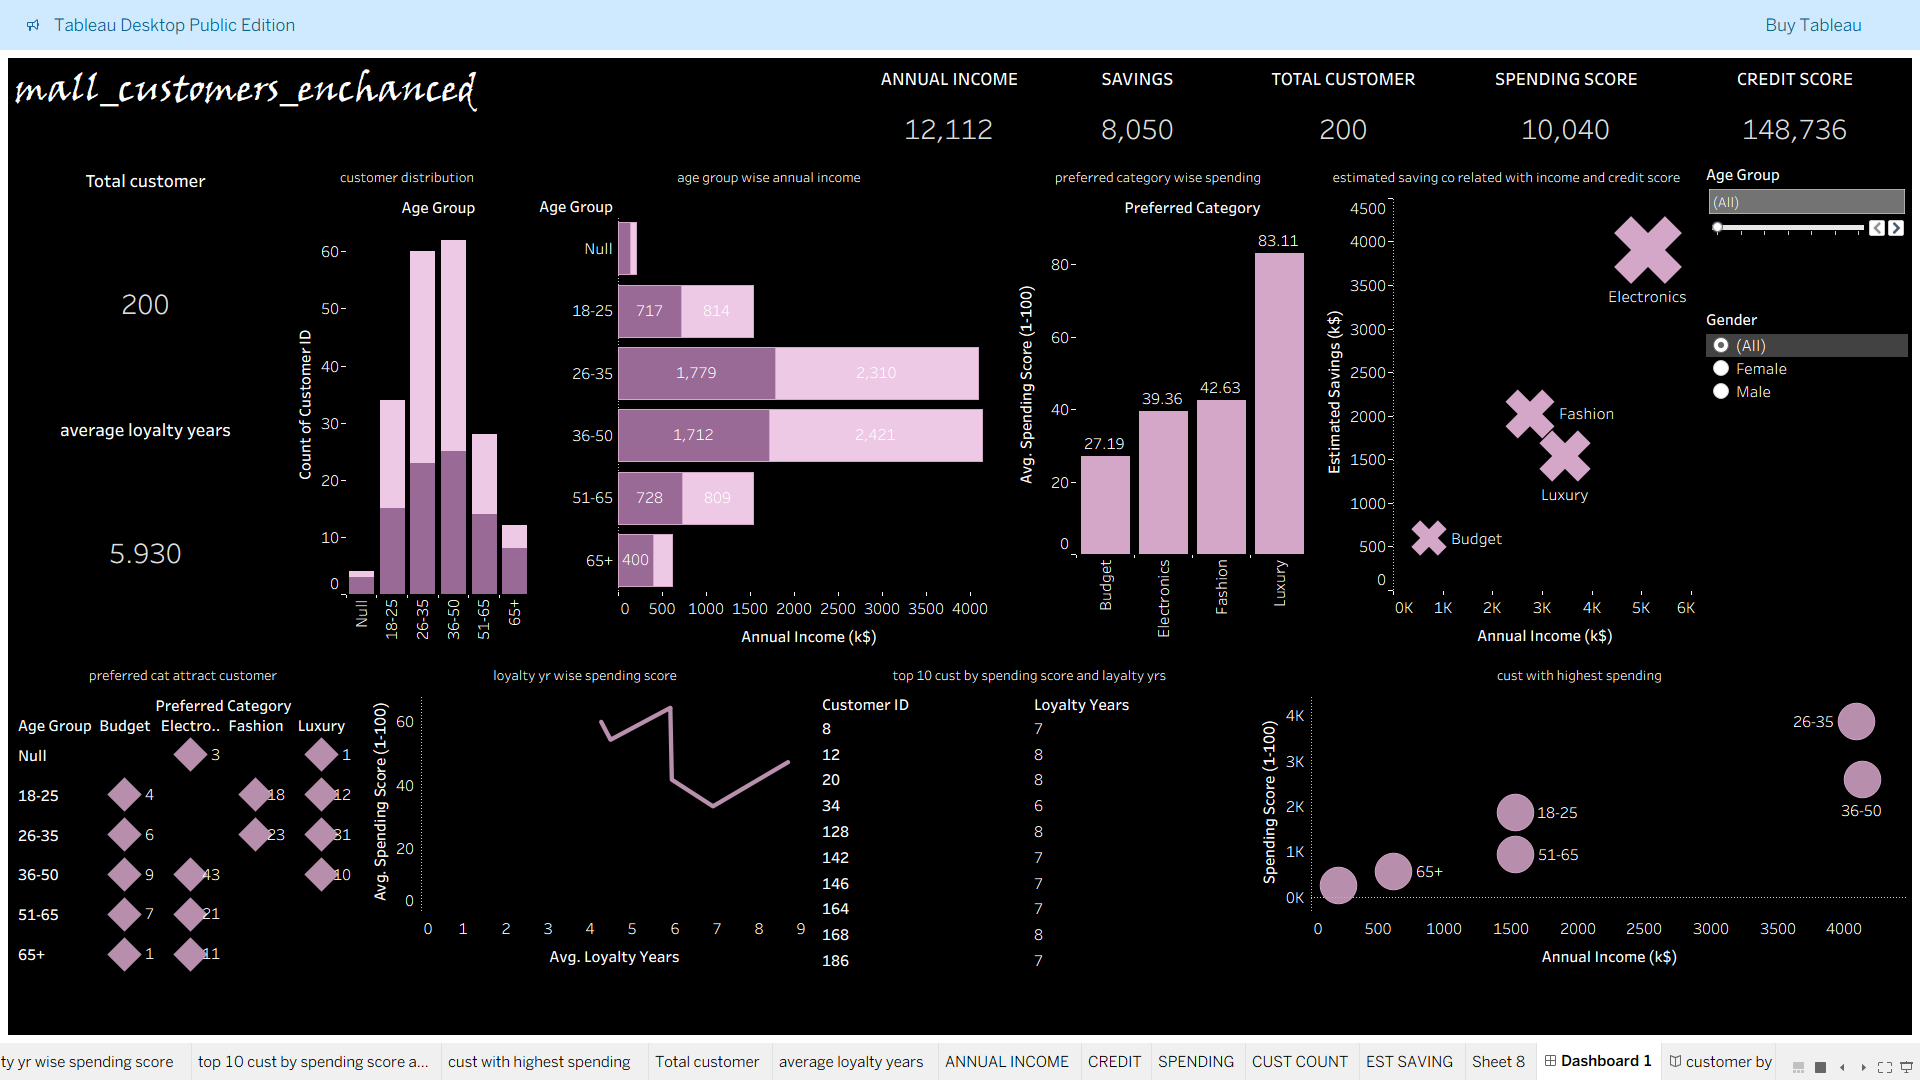 Tableau Desktop Public Edition
Buy Tableau
mall_customers_enchanced
ANNUAL INCOME
SAVINGS
TOTAL CUSTOMER
SPENDING SCORE
CREDIT SCORE
12,112
8,050
200
10,040
148,736
Total customer
200
average loyalty years
5.930
customer distribution
Age Group
Count of Customer ID
60
50
40
30
20
10
0
Null
18-25
26-35
36-50
51-65
65+
age group wise annual income
Age Group
Null
18-25
717
814
26-35
1,779
2,310
36-50
1,712
2,421
51-65
728
809
65+
400
0
500
1000
1500
2000
2500
3000
3500
4000
Annual Income (k$)
preferred category wise spending
Preferred Category
Avg. Spending Score (1-100)
80
60
40
20
0
27.19
39.36
42.63
83.11
Budget
Electronics
Fashion
Luxury
estimated saving co related with income and credit score
Estimated Savings (k$)
4500
4000
3500
3000
2500
2000
1500
1000
500
0
Electronics
Fashion
Luxury
Budget
0K
1K
2K
3K
4K
5K
6K
Annual Income (k$)
Age Group
(All)
Gender
(All)
Female
Male
preferred cat attract customer
Preferred Category
Age Group Budget Electro.. Fashion Luxury
Null 3 1
18-25 4 18 12
26-35 6 23 31
36-50 9 43 10
51-65 7 21
65+ 1 11
loyalty yr wise spending score
Avg. Spending Score (1-100)
60
40
20
0
0
1
2
3
4
5
6
7
8
9
Avg. Loyalty Years
top 10 cust by spending score and layalty yrs
Customer ID Loyalty Years
8 7
12 8
20 8
34 6
128 8
142 7
146 7
164 7
168 8
186 7
cust with highest spending
Spending Score (1-100)
4K
3K
2K
1K
0K
26-35
36-50
18-25
51-65
65+
0
500
1000
1500
2000
2500
3000
3500
4000
Annual Income (k$)
ty yr wise spending score
top 10 cust by spending score a...
cust with highest spending
Total customer
average loyalty years
ANNUAL INCOME
CREDIT
SPENDING
CUST COUNT
EST SAVING
Sheet 8
Dashboard 1
customer by